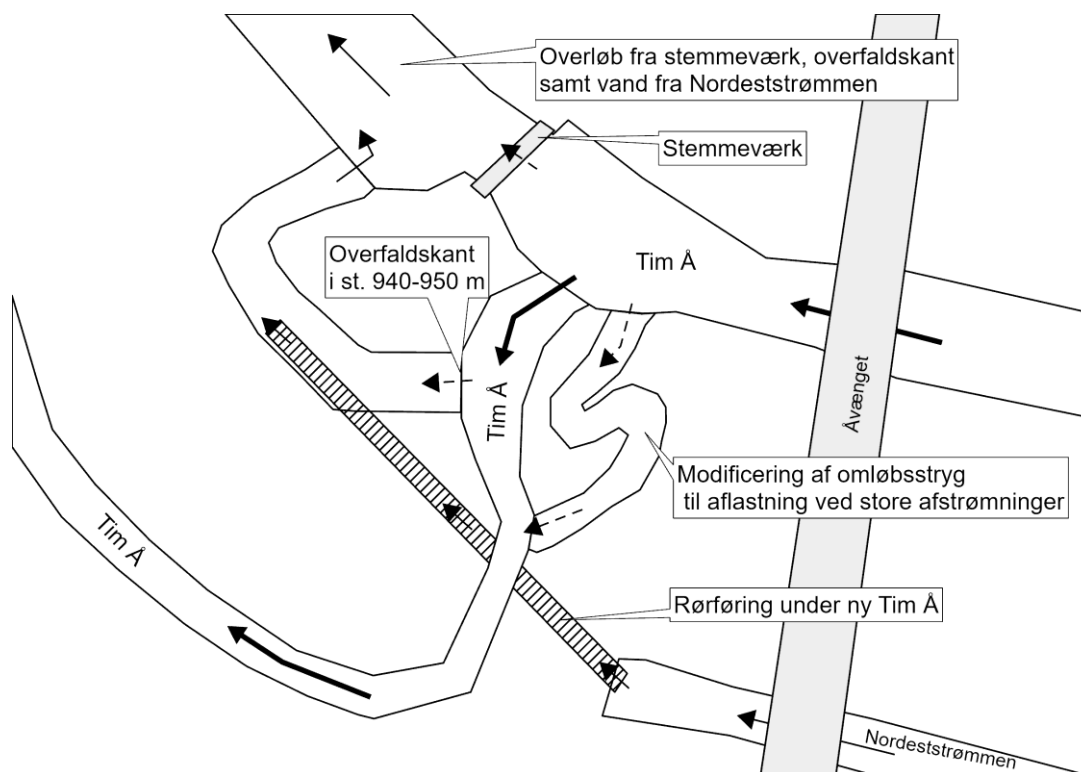 Overløb fra stemmeværk, overfaldskant
samt vand fra Nordeststrømmen
Stemmeværk
Overfaldskant
i st. 940-950 m
Tim Å
Tim Å
Åvænget
Modificering af omløbsstryg
til aflastning ved store afstrømninger
Tim Å
Rørføring under ny Tim Å
Nordeststrømmen